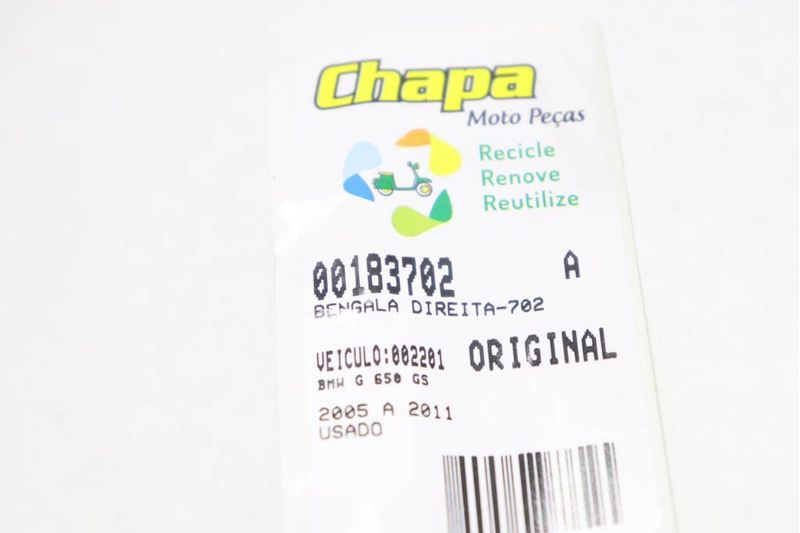 Chapa
Moto Peças
Recicle
Renove
Reutilize
00183702 A
BENGALA DIREITA-702
VEICULO:002201 ORIGINAL
BMW G 650 GS
2005 A 2011
USADO